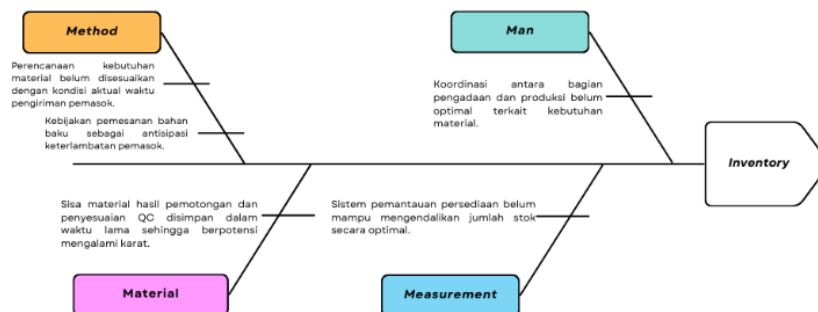 Method
Man
Perencanaan kebutuhan
material belum disesuaikan
dengan kondisi aktual waktu
pengiriman pemasok.
Kebijakan pemesanan bahan
baku sebagai antisipasi
keterlambatan pemasok.
Koordinasi antara bagian
pengadaan dan produksi belum
optimal terkait kebutuhan
material.
Inventory
Sisa material hasil pemotongan dan
penyesuaian QC disimpan dalam
waktu lama sehingga berpotensi
mengalami karat.
Sistem pemantauan persediaan belum
mampu mengendalikan jumlah stok
secara optimal.
Material
Measurement